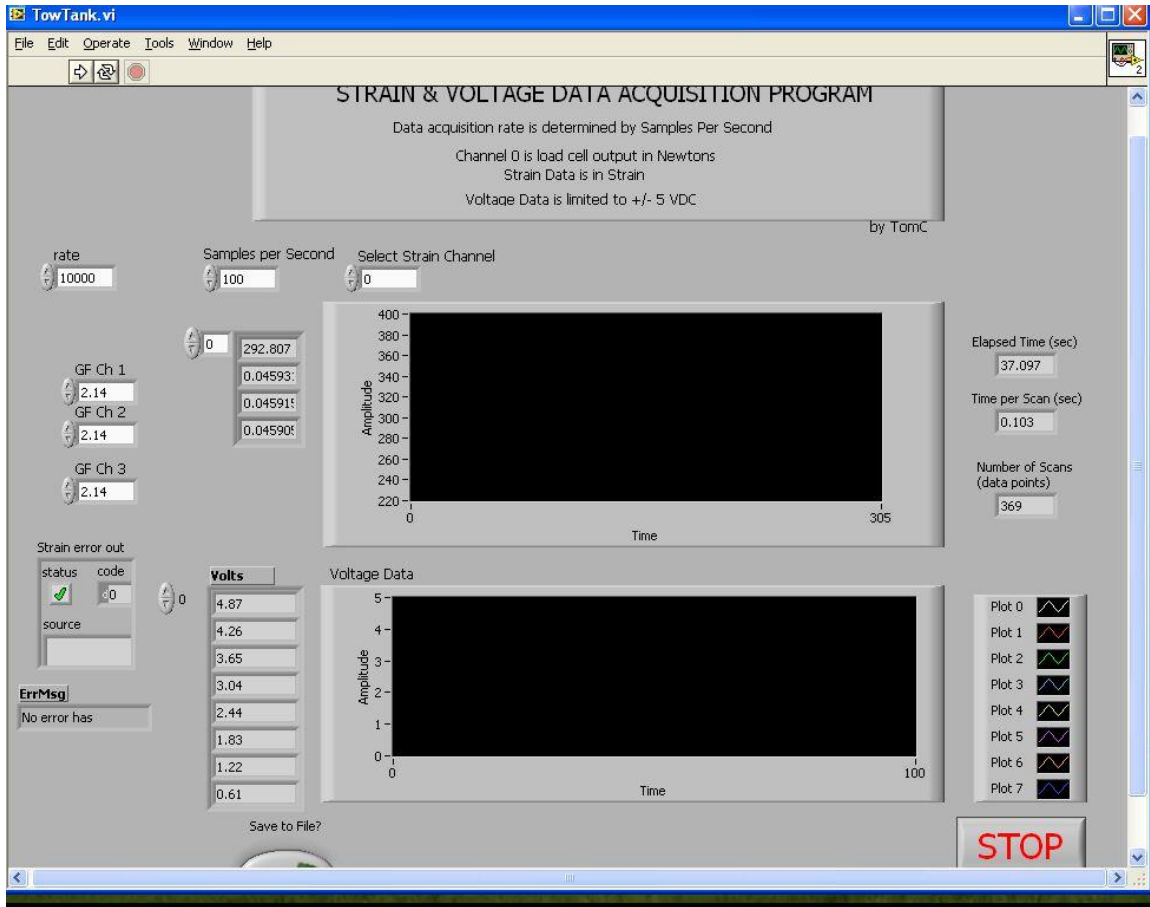 TowTank.vi
File Edit Operate Tools Window Help
2
STRAIN & VOLTAGE DATA ACQUISITION PROGRAM
Data acquisition rate is determined by Samples Per Second
Channel 0 is load cell output in Newtons
Strain Data is in Strain
Voltage Data is limited to +/- 5 VDC
by TomC
rate
10000
Samples per Second
100
Select Strain Channel
0
0
292.807
0.04593
0.04591
0.04590
GF Ch 1
2.14
GF Ch 2
2.14
GF Ch 3
2.14
Amplitude
400
380
360
340
320
300
280
260
240
220
0 305
Time
Elapsed Time (sec)
37.097
Time per Scan (sec)
0.103
Number of Scans
(data points)
369
Strain error out
status code
0
source
ErrMsg
No error has
0
Volts
4.87
4.26
3.65
3.04
2.44
1.83
1.22
0.61
Voltage Data
Amplitude
5
4
3
2
1
0
0 100
Time
Plot 0
Plot 1
Plot 2
Plot 3
Plot 4
Plot 5
Plot 6
Plot 7
Save to File?
STOP